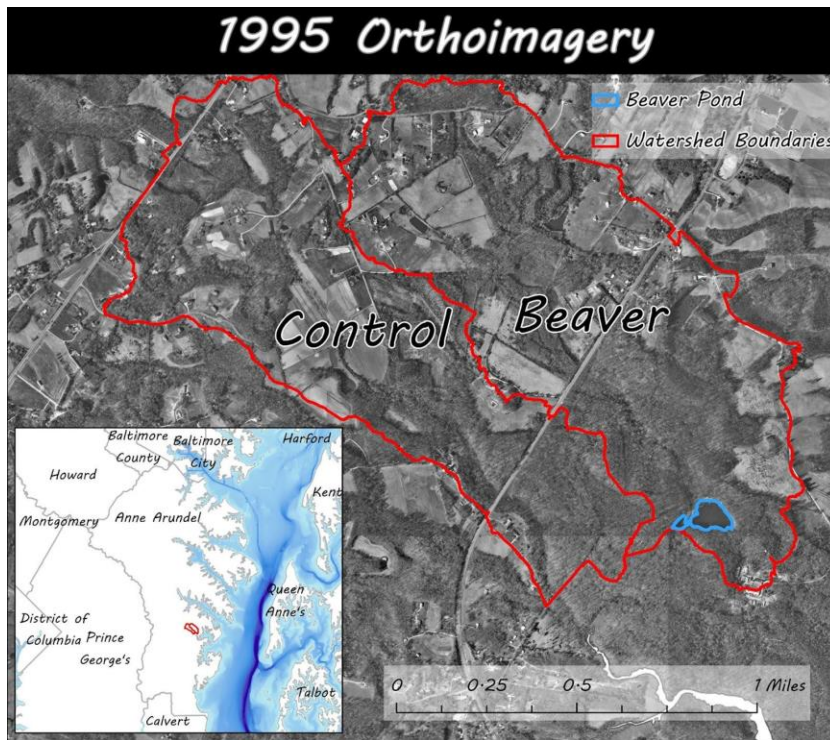 1995 Orthoimagery
Beaver Pond
Watershed Boundaries
Control
Beaver
Baltimore
County
Baltimore
City
Harford
Howard
Kent
Montgomery
Anne Arundel
Queen
Anne's
District of
Columbia
Prince
George's
Talbot
Calvert
0 0.25 0.5 1 Miles